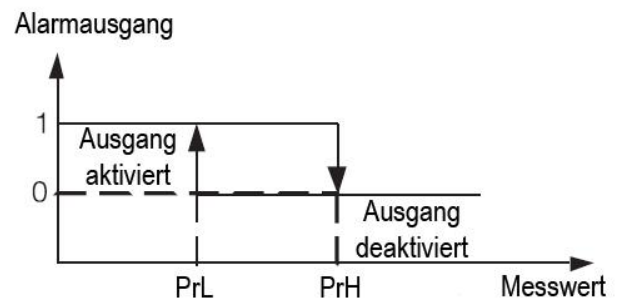 Alarmausgang
1
Ausgang
aktiviert
0
Ausgang
deaktiviert
PrL
PrH
Messwert